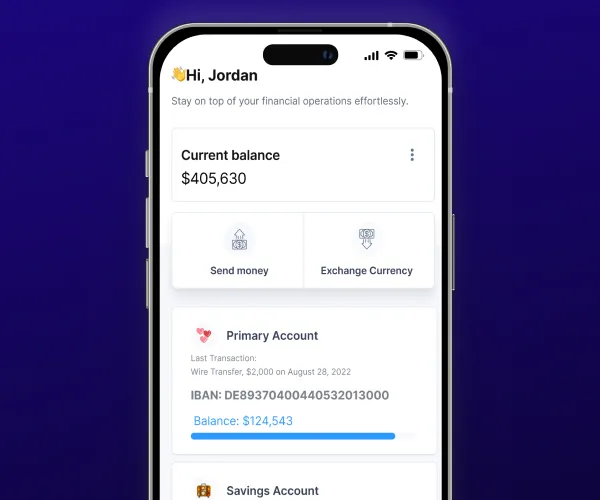 👋Hi, Jordan
Stay on top of your financial operations effortlessly.
Current balance
$405,630
Send money
Exchange Currency
Primary Account
Last Transaction:
Wire Transfer, $2,000 on August 28, 2022
IBAN: DE89370400440532013000
Balance: $124,543
Savings Account